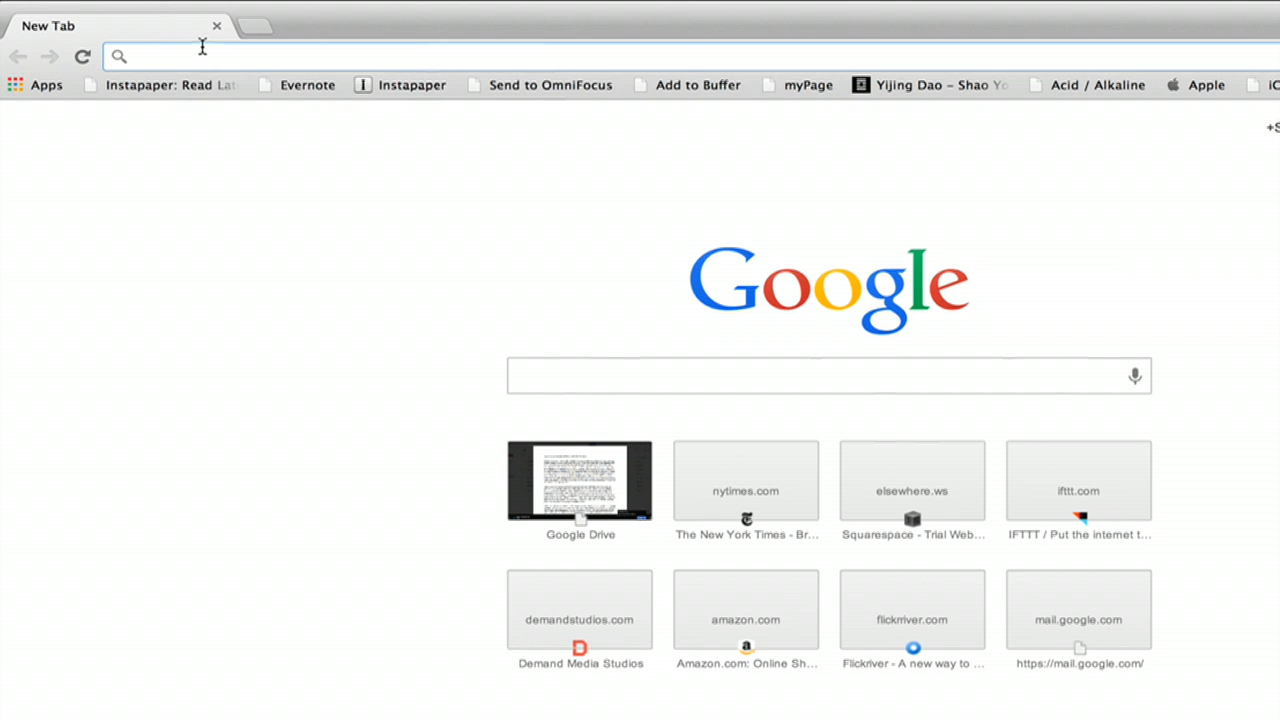 New Tab
Apps Instapaper: Read Lat Evernote Instapaper Send to OmniFocus Add to Buffer myPage Yijing Dao – Shao Yo Acid / Alkaline Apple iC
+S
Google
nytimes.com elsewhere.ws ifttt.com
Google Drive The New York Times - Br... Squarespace - Trial Web... IFTTT / Put the internet t...
demandstudios.com amazon.com flickriver.com mail.google.com
Demand Media Studios Amazon.com: Online Sh... Flickriver - A new way to ... https://mail.google.com/